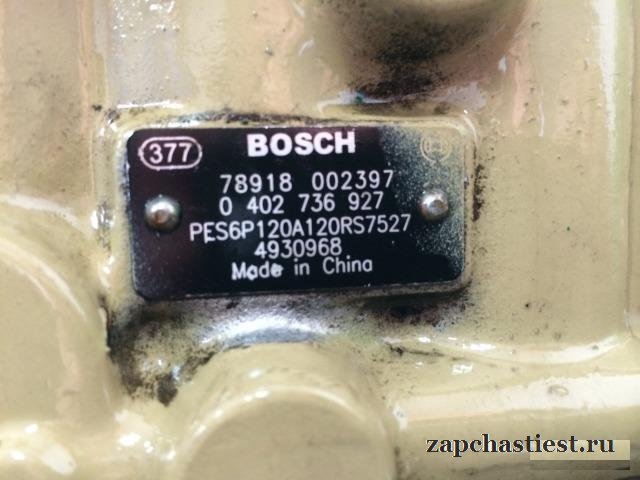 377 BOSCH
78918 002397
0 402 736 927
PES6P120A120RS7527
4930968
Made in China
zapchastiest.ru